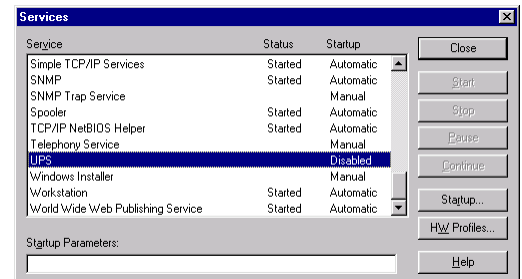 Services
Service Status Startup
Simple TCP/IP Services Started Automatic
SNMP Started Automatic
SNMP Trap Service Manual
Spooler Started Automatic
TCP/IP NetBIOS Helper Started Automatic
Telephony Service Manual
UPS Disabled
Windows Installer Manual
Workstation Started Automatic
World Wide Web Publishing Service Started Automatic
Startup Parameters:
Close
Start
Stop
Pause
Continue
Startup...
HW Profiles...
Help